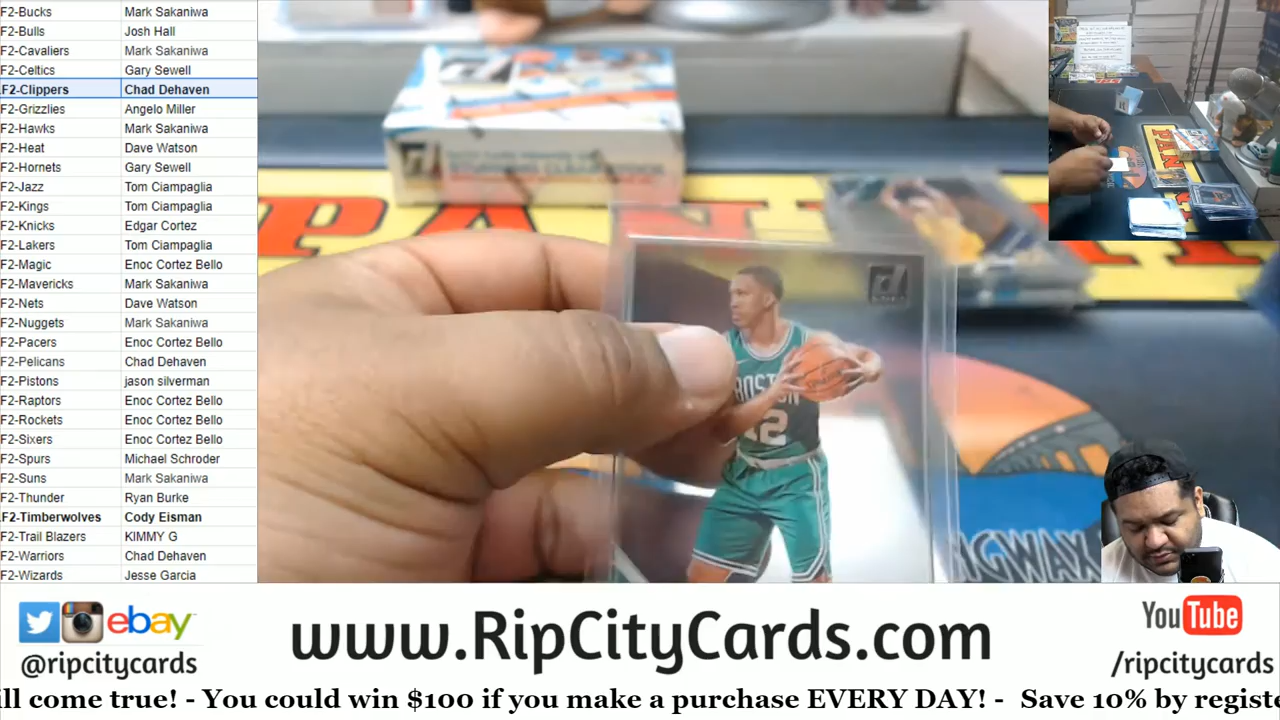 F2-Bucks Mark Sakaniwa
F2-Bulls Josh Hall
F2-Cavaliers Mark Sakaniwa
F2-Celtics Gary Sewell
F2-Clippers Chad Dehaven
F2-Grizzlies Angelo Miller
F2-Hawks Mark Sakaniwa
F2-Heat Dave Watson
F2-Hornets Gary Sewell
F2-Jazz Tom Ciampaglia
F2-Kings Tom Ciampaglia
F2-Knicks Edgar Cortez
F2-Lakers Tom Ciampaglia
F2-Magic Enoc Cortez Bello
F2-Mavericks Mark Sakaniwa
F2-Nets Dave Watson
F2-Nuggets Mark Sakaniwa
F2-Pacers Enoc Cortez Bello
F2-Pelicans Chad Dehaven
F2-Pistons jason silverman
F2-Raptors Enoc Cortez Bello
F2-Rockets Enoc Cortez Bello
F2-Sixers Enoc Cortez Bello
F2-Spurs Michael Schroder
F2-Suns Mark Sakaniwa
F2-Thunder Ryan Burke
F2-Timberwolves Cody Eisman
F2-Trail Blazers KIMMY G
F2-Warriors Chad Dehaven
F2-Wizards Jesse Garcia
PANINI
BOSTON
42
INGWAX
PANI
ebay
@ripcitycards
www.RipCityCards.com
YouTube
/ripcitycards
ill come true! - You could win $100 if you make a purchase EVERY DAY! - Save 10% by registe